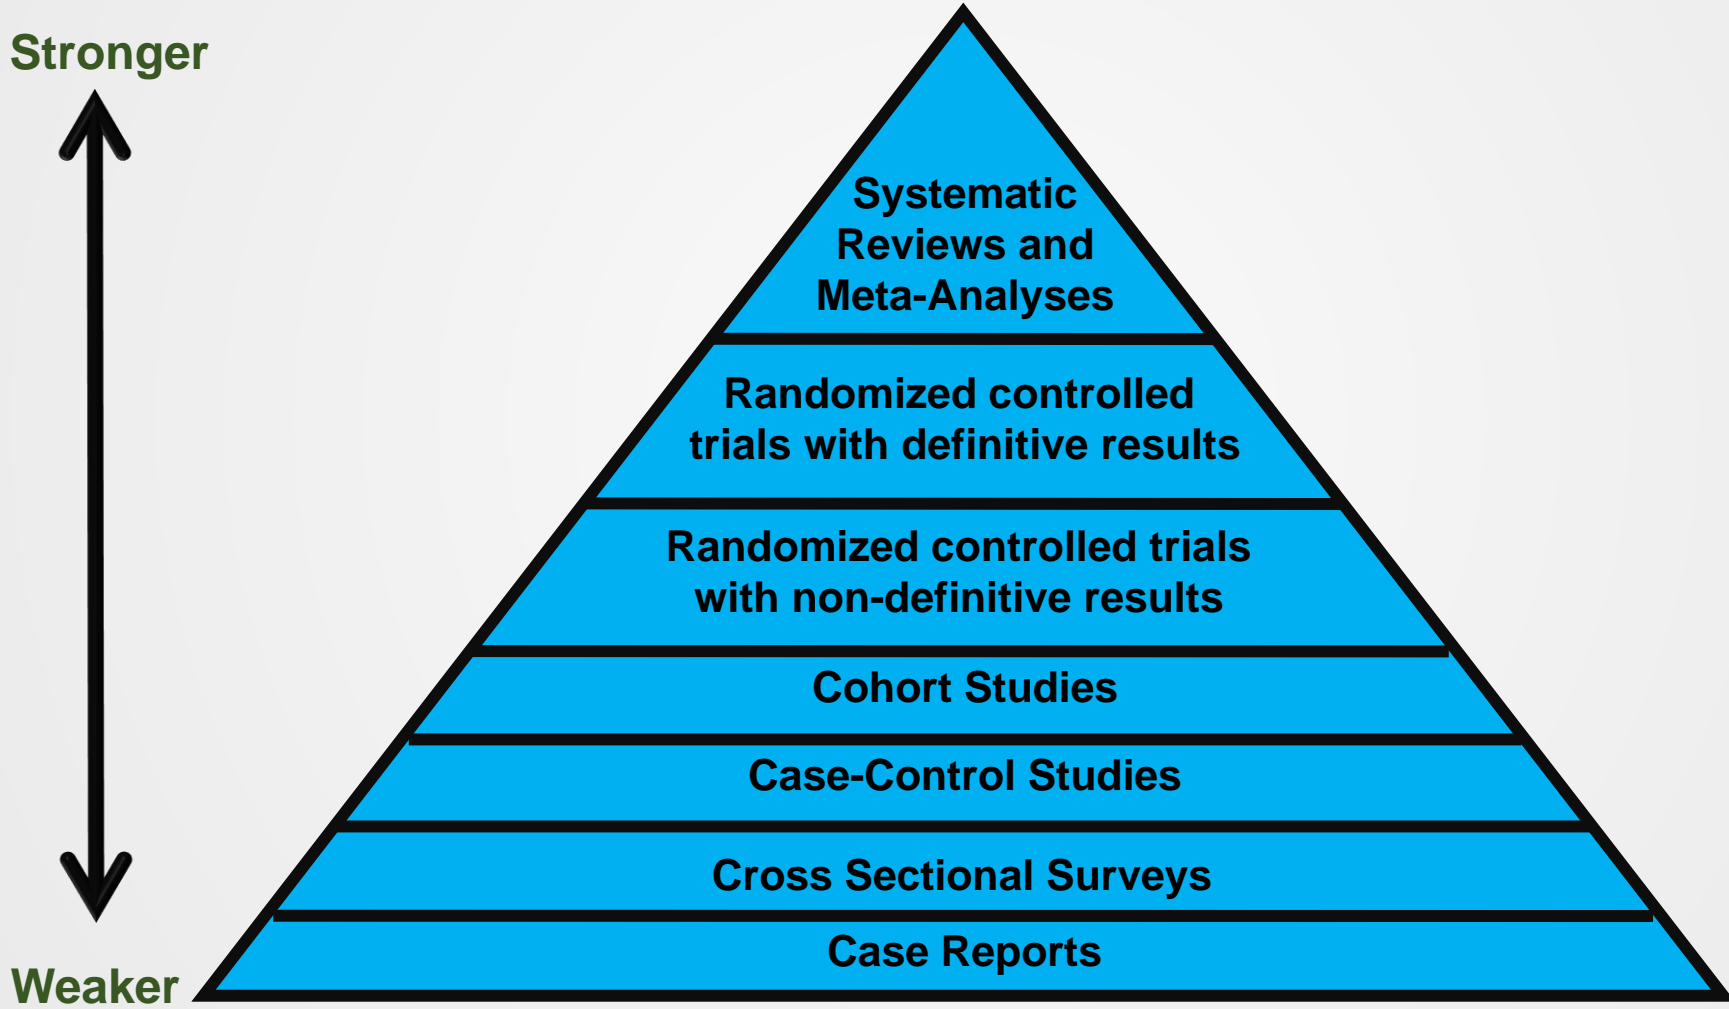 Stronger
Systematic
Reviews and
Meta-Analyses
Randomized controlled
trials with definitive results
Randomized controlled trials
with non-definitive results
Cohort Studies
Case-Control Studies
Cross Sectional Surveys
Case Reports
Weaker